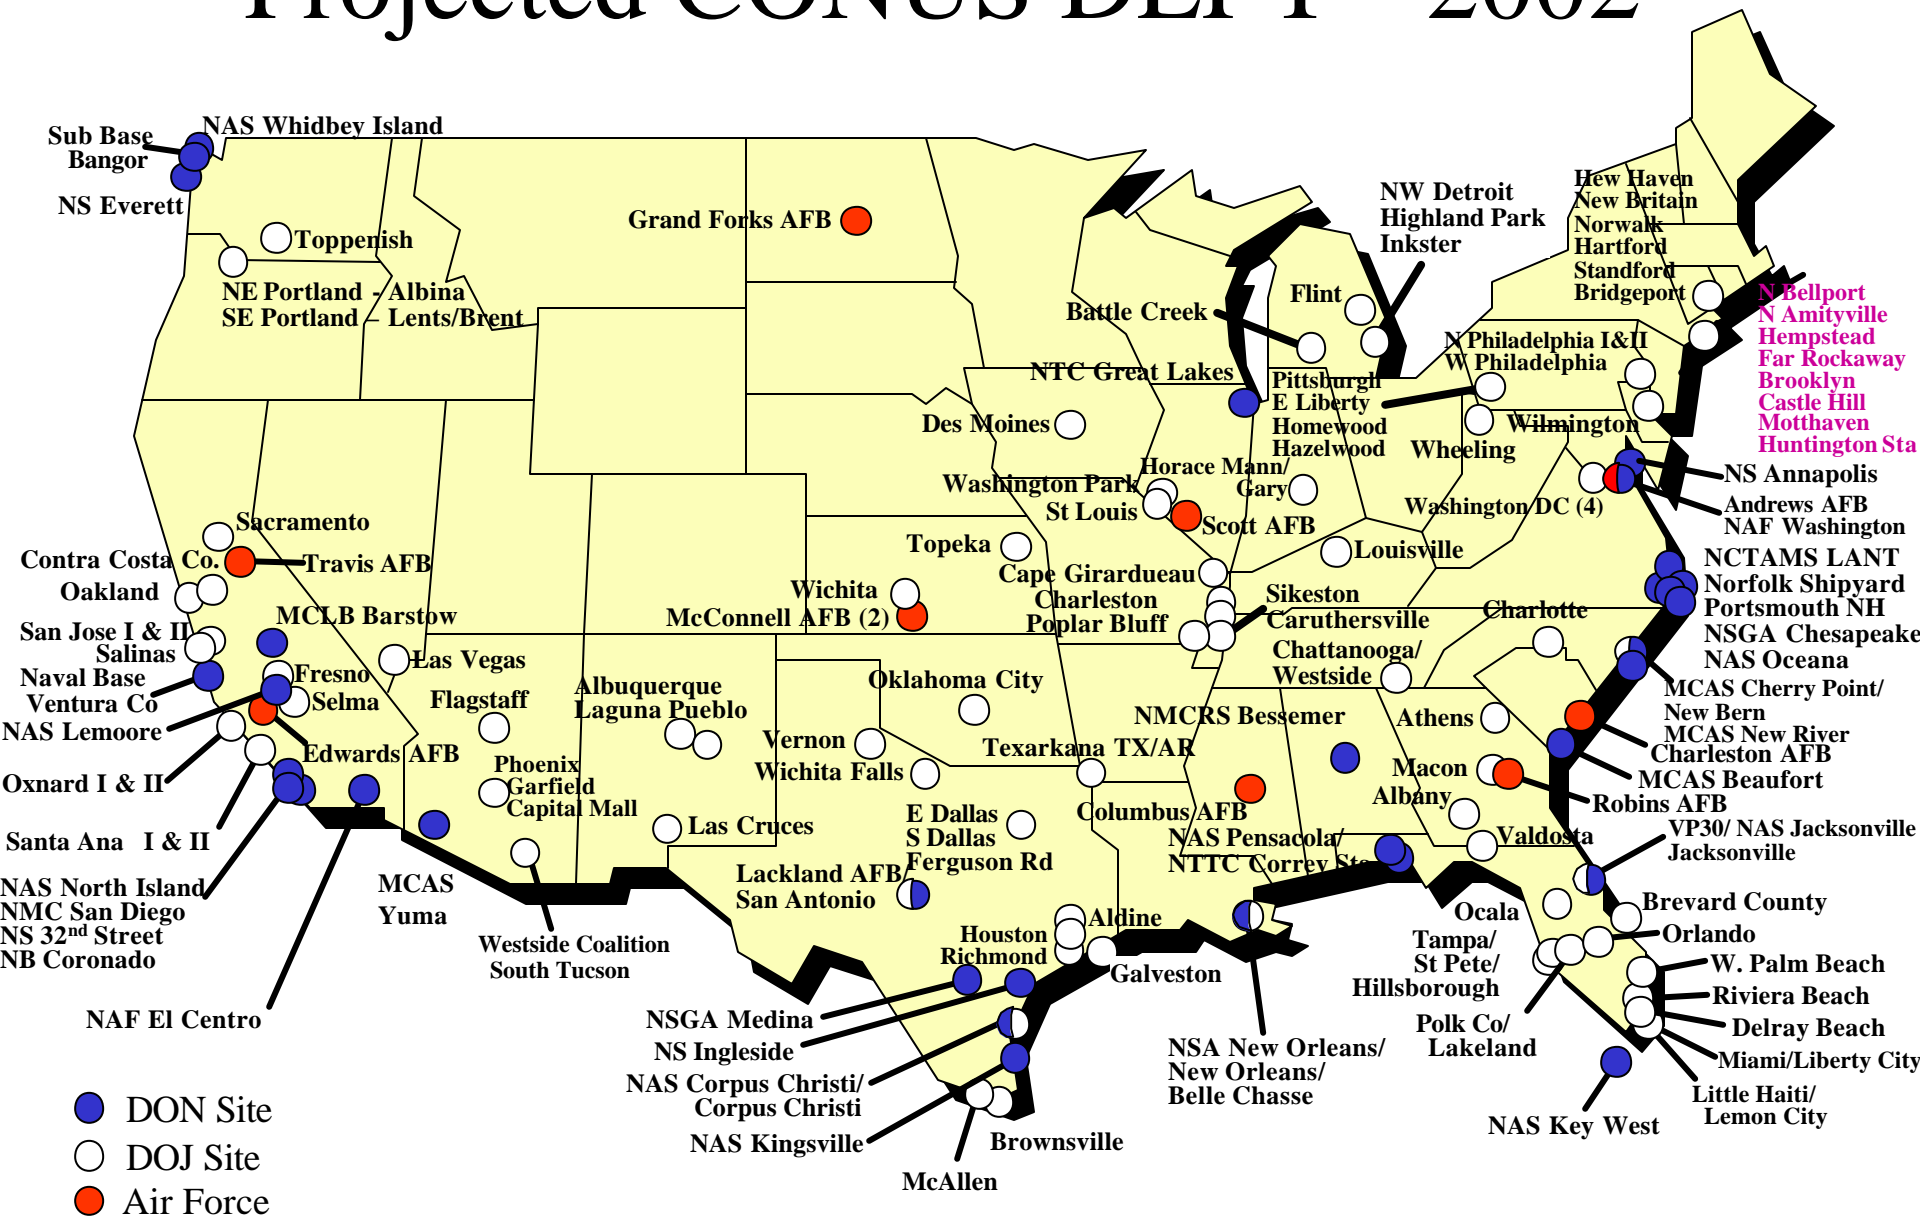 Projected CONUS DEFY - 2002
NAS Whidbey Island
Sub Base
Bangor
NS Everett
Toppenish
NE Portland - Albina
SE Portland – Lents/Brent
Grand Forks AFB
NW Detroit
Highland Park
Inkster
Flint
Battle Creek
NTC Great Lakes
Des Moines
Hew Haven
New Britain
Norwalk
Hartford
Standford
Bridgeport
N Bellport
N Amityville
Hempstead
Far Rockaway
Brooklyn
Castle Hill
Motthaven
Huntington Sta
N Philadelphia I&II
W Philadelphia
Pittsburgh
E Liberty
Homewood
Hazelwood
Wilmington
Wheeling
Washington DC (4)
NS Annapolis
Andrews AFB
NAF Washington
Horace Mann/
Gary
Washington Park
St Louis
Scott AFB
Topeka
Louisville
Wichita
McConnell AFB (2)
Cape Girardueau
Charleston
Poplar Bluff
Sikeston
Caruthersville
Chattanooga/
Westside
Charlotte
NCTAMS LANT
Norfolk Shipyard
Portsmouth NH
NSGA Chesapeake
NAS Oceana
MCAS Cherry Point/
New Bern
MCAS New River
Charleston AFB
MCAS Beaufort
Robins AFB
VP30/ NAS Jacksonville
Jacksonville
Sacramento
Contra Costa Co.
Travis AFB
Oakland
MCLB Barstow
San Jose I & II
Salinas
Naval Base
Ventura Co
NAS Lemoore
Fresno
Selma
Las Vegas
Edwards AFB
Oxnard I & II
Santa Ana I & II
NAS North Island
NMC San Diego
NS 32nd Street
NB Coronado
NAF El Centro
MCAS
Yuma
Flagstaff
Phoenix
Garfield
Capital Mall
Westside Coalition
South Tucson
Albuquerque
Laguna Pueblo
Las Cruces
Oklahoma City
Vernon
Wichita Falls
Texarkana TX/AR
NMCRS Bessemer
Columbus AFB
Athens
Macon
Albany
Valdosta
E Dallas
S Dallas
Ferguson Rd
Lackland AFB/
San Antonio
NAS Pensacola/
NTTC Correy Sta
Aldine
Houston
Richmond
Galveston
NSGA Medina
NS Ingleside
NAS Corpus Christi/
Corpus Christi
NAS Kingsville
McAllen
Brownsville
NSA New Orleans/
New Orleans/
Belle Chasse
Ocala
Tampa/
St Pete/
Hillsborough
Polk Co/
Lakeland
Brevard County
Orlando
W. Palm Beach
Riviera Beach
Delray Beach
Miami/Liberty City
Little Haiti/
Lemon City
NAS Key West
DON Site
DOJ Site
Air Force